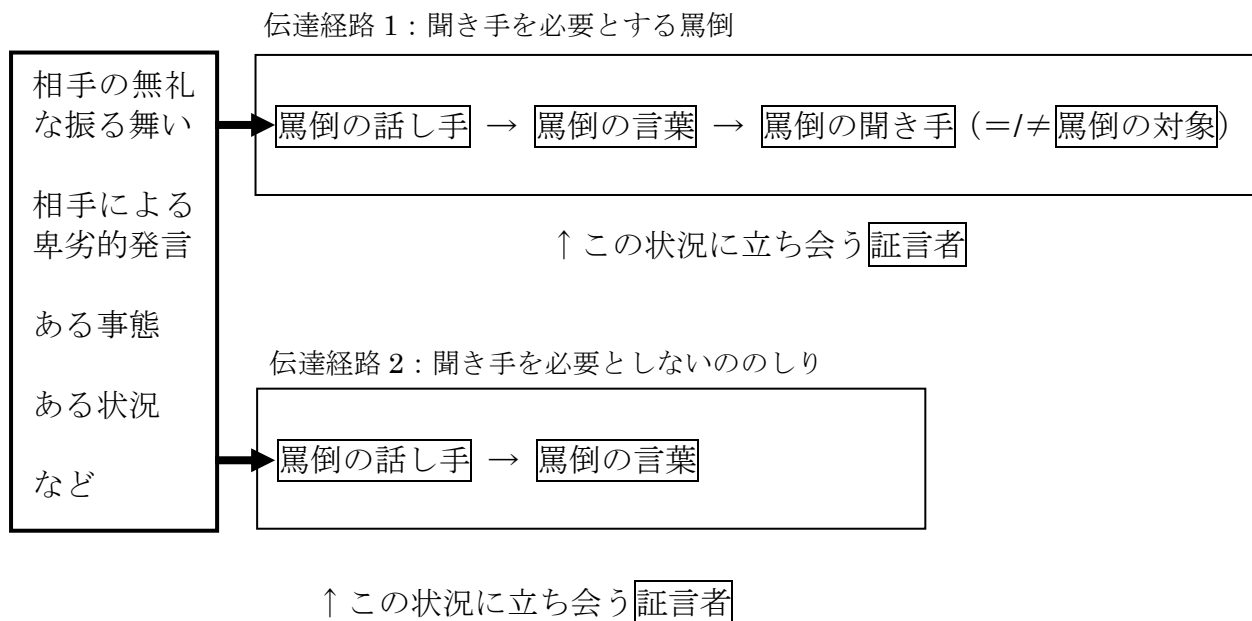 伝達経路 1：聞き手を必要とする罵倒
相手の無礼
な振る舞い
相手による
卑劣的発言
ある事態
ある状況
など
罵倒の話し手 → 罵倒の言葉 → 罵倒の聞き手（＝/≠罵倒の対象）
↑この状況に立ち会う証言者
伝達経路 2：聞き手を必要としないののしり
罵倒の話し手 → 罵倒の言葉
↑この状況に立ち会う証言者